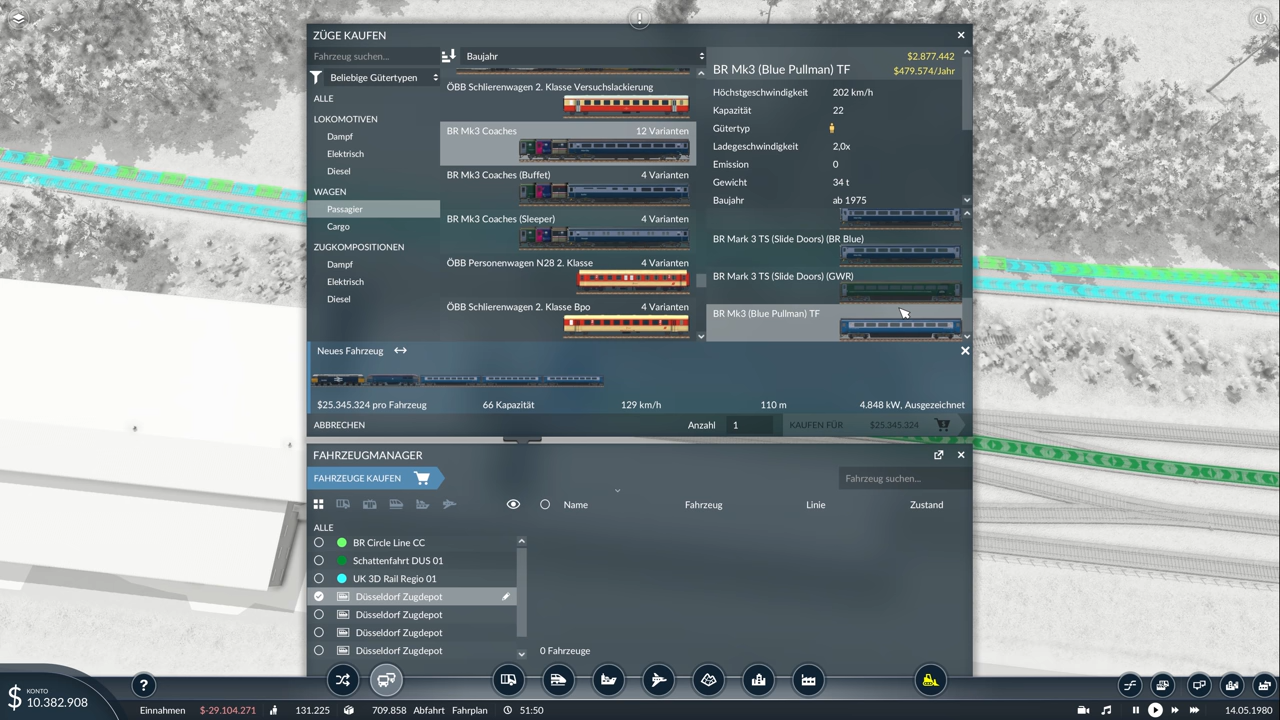 ZÜGE KAUFEN
Fahrzeug suchen...
Baujahr
Beliebige Gütertypen
ALLE
LOKOMOTIVEN
Dampf
Elektrisch
Diesel
WAGEN
Passagier
Cargo
ZUGKOMPOSITIONEN
Dampf
Elektrisch
Diesel
ÖBB Schlierenwagen 2. Klasse Versuchslackierung
BR Mk3 Coaches 12 Varianten
BR Mk3 Coaches (Buffet) 4 Varianten
BR Mk3 Coaches (Sleeper) 4 Varianten
ÖBB Personenwagen N28 2. Klasse 4 Varianten
ÖBB Schlierenwagen 2. Klasse Bpo 4 Varianten
$2.877.442
BR Mk3 (Blue Pullman) TF $479.574/Jahr
Höchstgeschwindigkeit 202 km/h
Kapazität 22
Gütertyp
Ladegeschwindigkeit 2,0x
Emission 0
Gewicht 34 t
Baujahr ab 1975
BR Mark 3 TS (Slide Doors) (BR Blue)
BR Mark 3 TS (Slide Doors) (GWR)
BR Mk3 (Blue Pullman) TF
Neues Fahrzeug
$25.345.324 pro Fahrzeug 66 Kapazität 129 km/h 110 m 4.848 kW, Ausgezeichnet
ABBRECHEN Anzahl 1 KAUFEN FÜR $25.345.324
FAHRZEUGMANAGER
FAHRZEUGE KAUFEN Fahrzeug suchen...
Name Fahrzeug Linie Zustand
ALLE
BR Circle Line CC
Schattenfahrt DUS 01
UK 3D Rail Regio 01
Düsseldorf Zugdepot
Düsseldorf Zugdepot
Düsseldorf Zugdepot
Düsseldorf Zugdepot
0 Fahrzeuge
$ KONTO
10.382.908
?
Einnahmen $-29.104.271 131.225 709.858 Abfahrt Fahrplan 51:50 14.05.1980